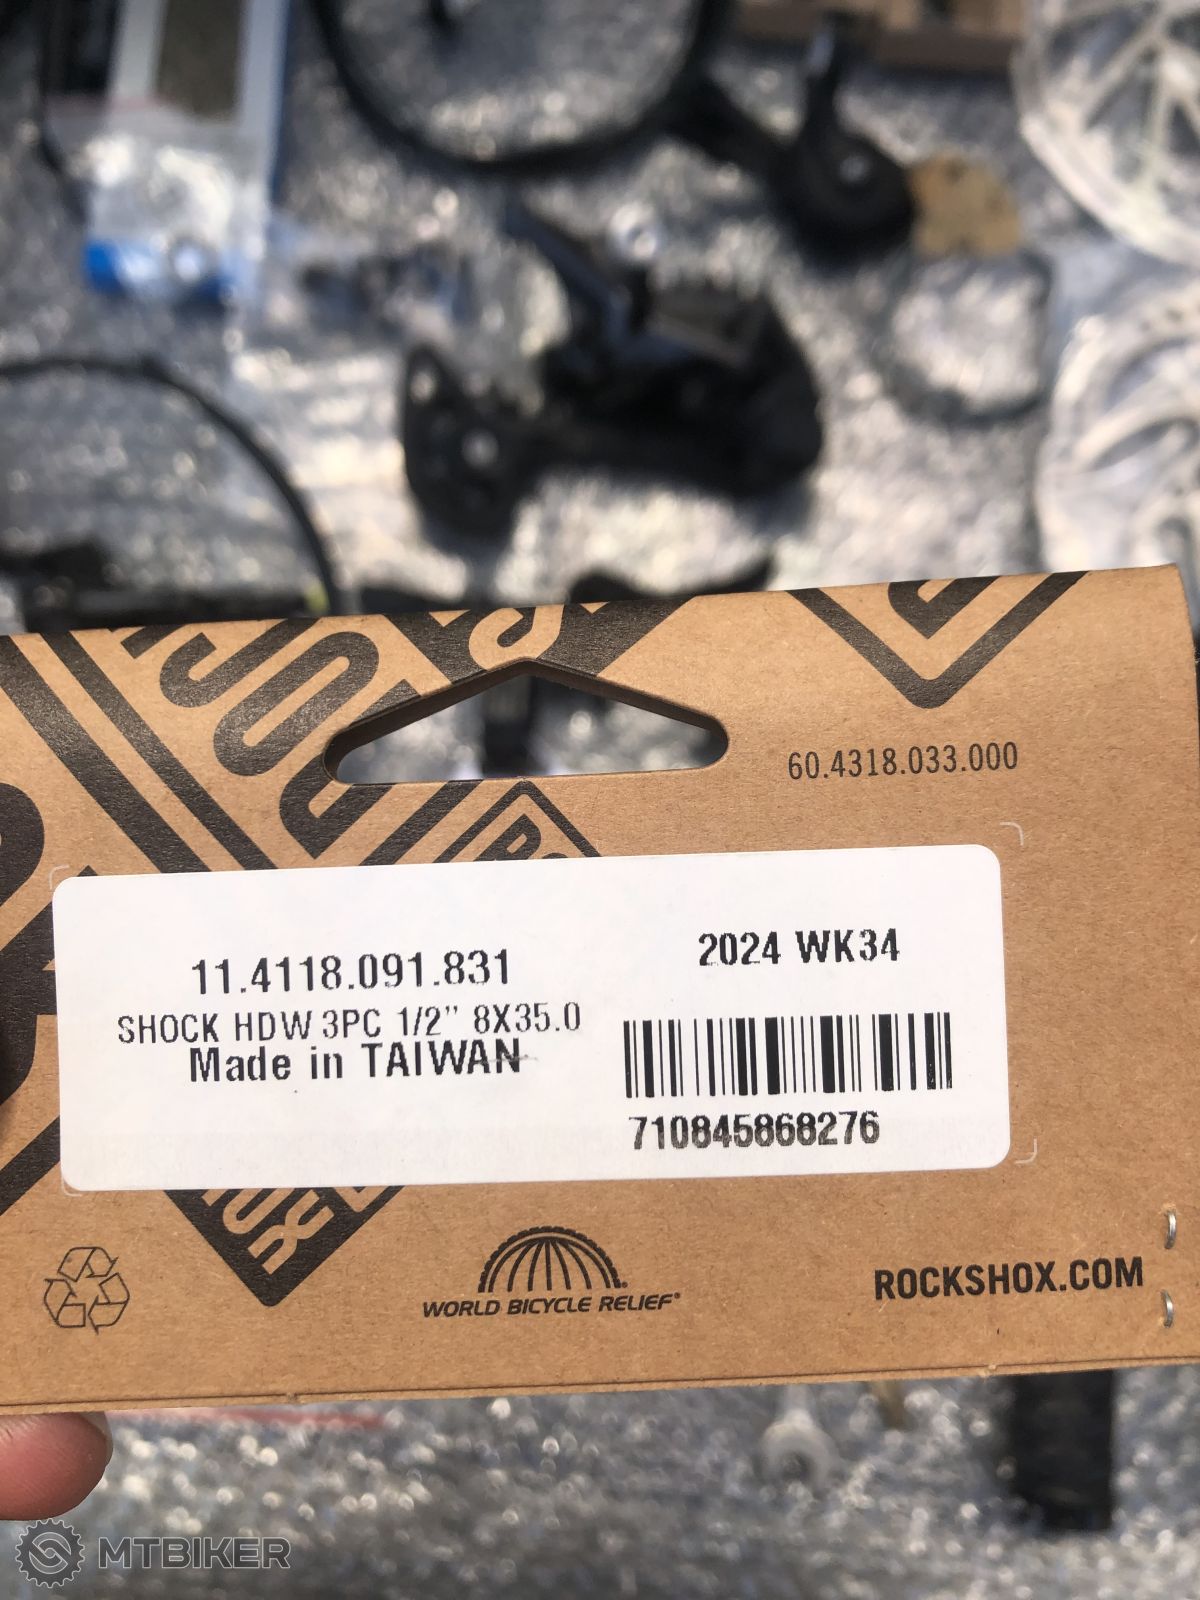 60.4318.033.000
11.4118.091.831
2024 WK34
SHOCK HDW 3PC 1/2" 8X35.0
Made in TAIWAN
710845868276
WORLD BICYCLE RELIEF®
ROCKSHOX.COM
MTBIKER